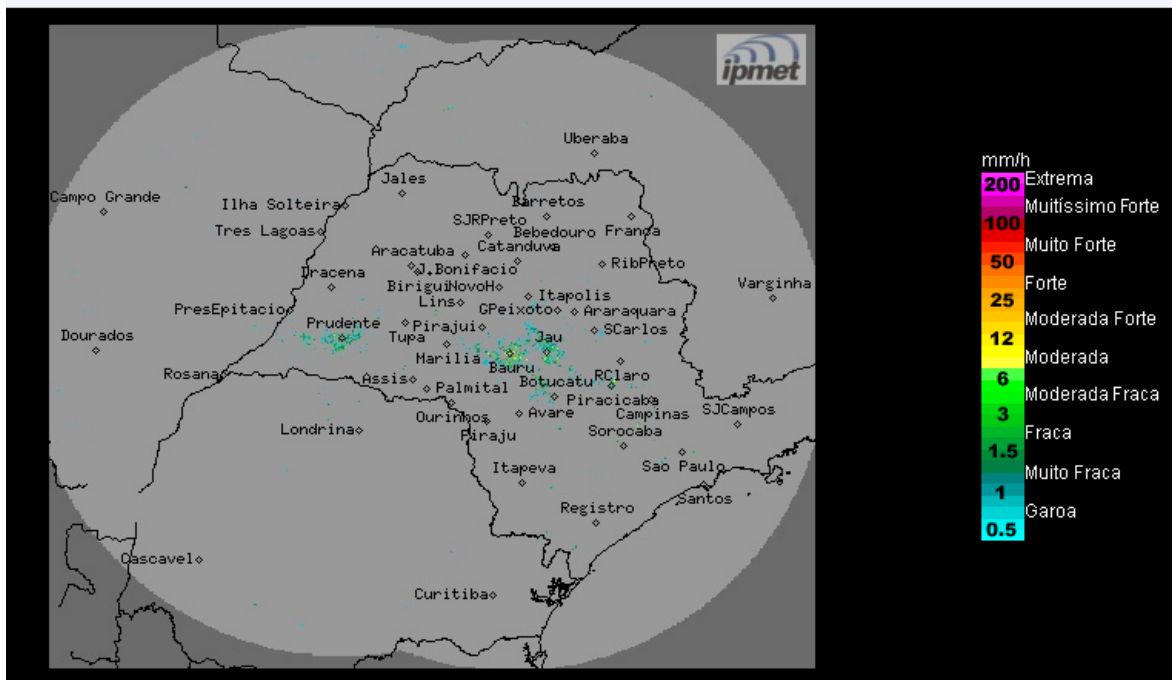 ipmet
Uberaba
Jales
Campo Grande
Ilha Solteira
Barretos
SJRPreto
Tres Lagoas
Bebedouro
Franca
Aracatuba
Catanduva
Dracena
J.Bonifacio
RibPreto
Birigui
NovoH
Varginha
Lins
Itapolis
PresEpitacio
GPeixoto
Araraquara
Prudente
Pirajui
SCarlos
Dourados
Tupa
Jau
Marilia
Bauru
RClaro
Rosana
Assis
Botucatu
Palmital
Piracicaba
Ourinhos
Avare
Campinas
SJCampos
Londrina
Piraju
Sorocaba
Itapeva
Sao Paulo
Santos
Registro
Cascavel
Curitiba
mm/h
200 Extrema
Muitíssimo Forte
100
Muito Forte
50
Forte
25
Moderada Forte
12
Moderada
6
Moderada Fraca
3
Fraca
1.5
Muito Fraca
1
Garoa
0.5